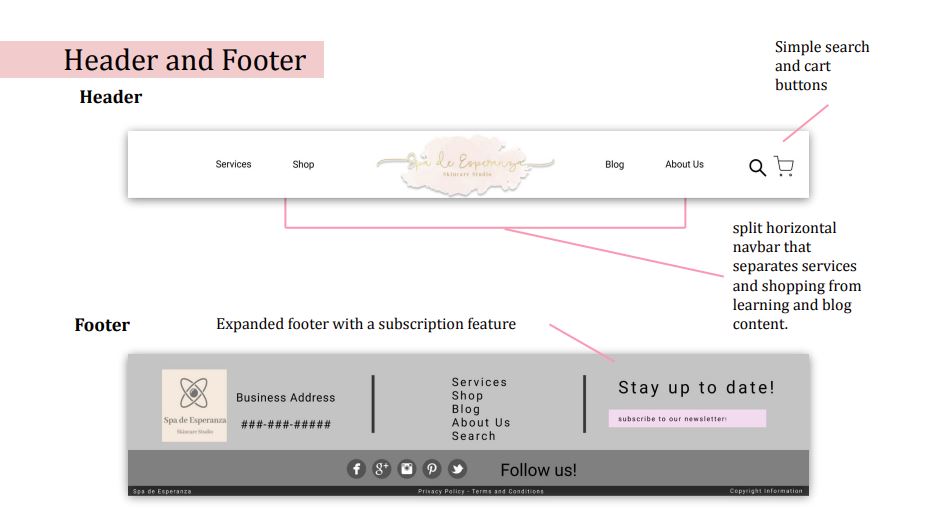 Header and Footer
Simple search
and cart
buttons
Header
Services
Shop
Spa de Esperanza
Skincare Studio
Blog
About Us
split horizontal
navbar that
separates services
and shopping from
learning and blog
content.
Footer
Expanded footer with a subscription feature
Spa de Esperanza
Skincare Studio
Business Address
###-###-#####
Services
Shop
Blog
About Us
Search
Stay up to date!
subscribe to our newsletter!
f
g+
Follow us!
Spa de Esperanza
Privacy Policy - Terms and Conditions
Copyright Information